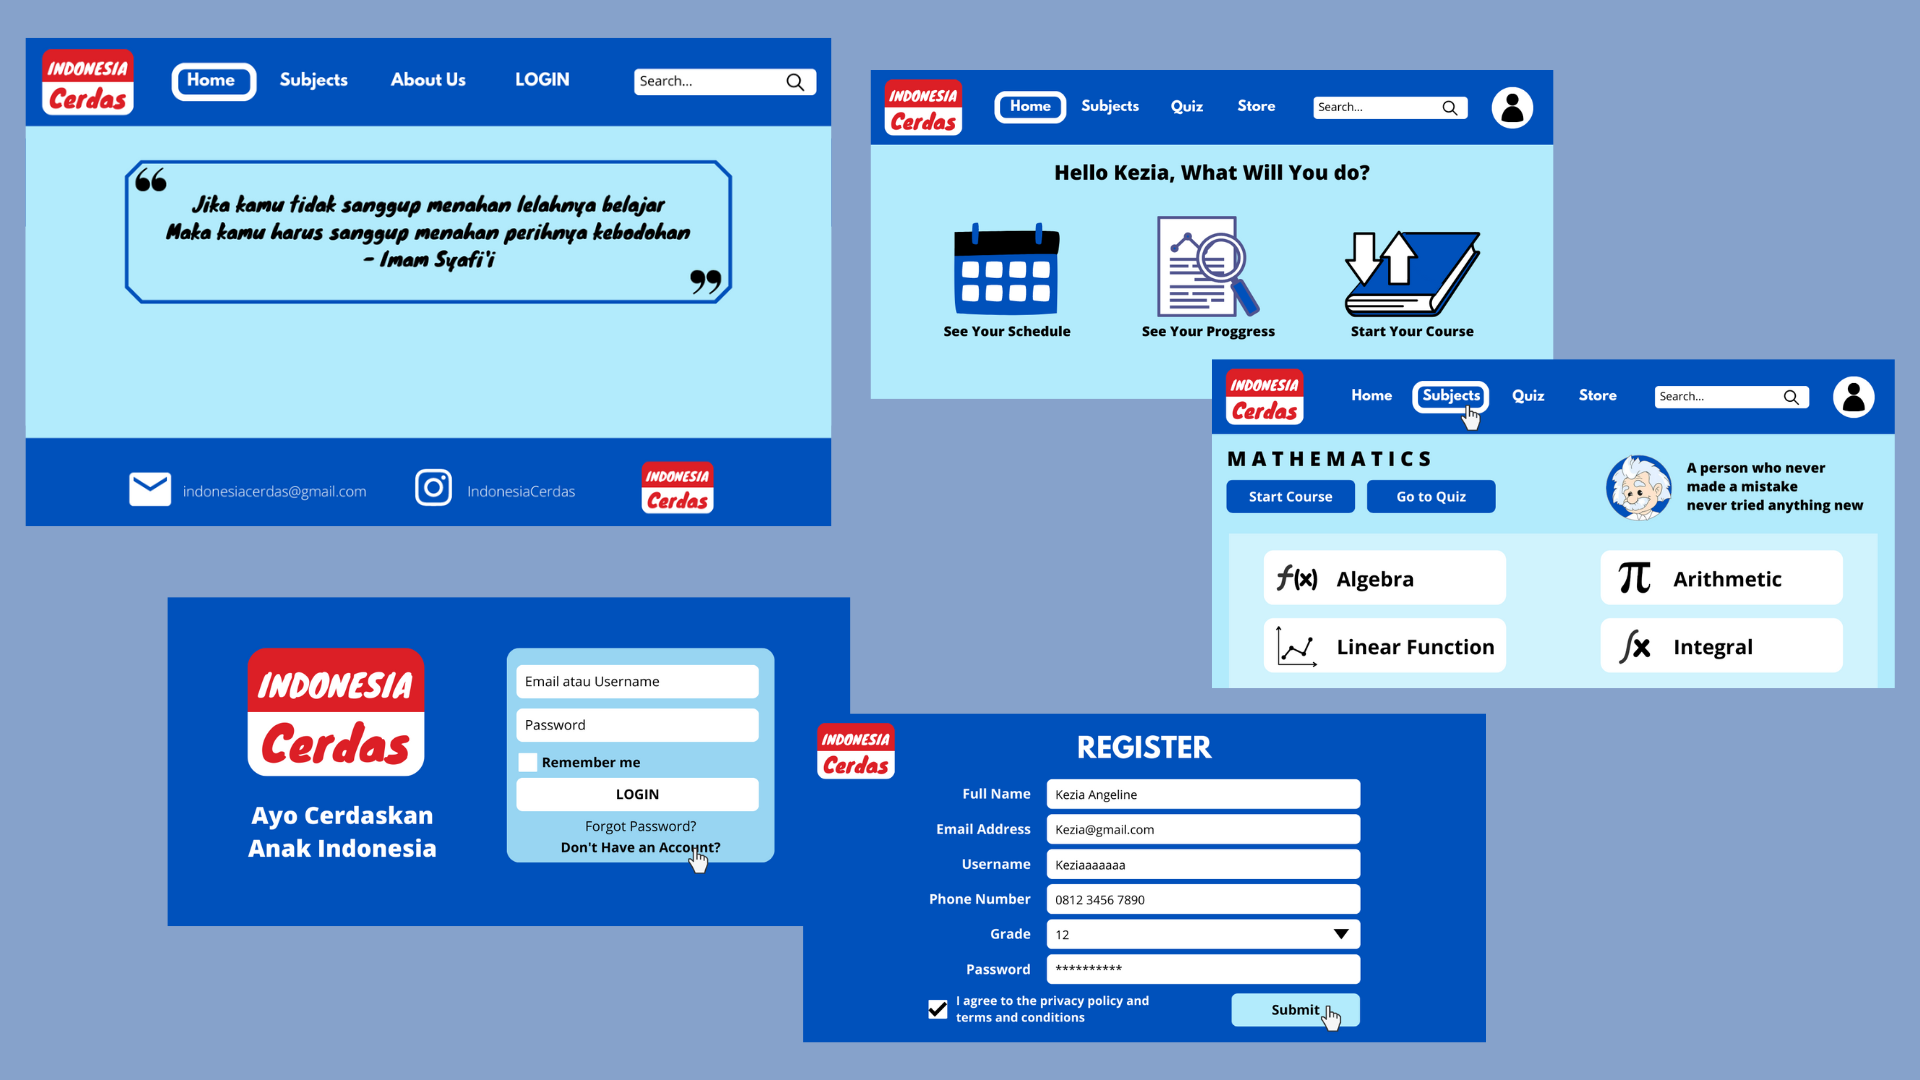 INDONESIA
Cerdas
Home
Subjects
About Us
LOGIN
Search...
❝
Jika kamu tidak sanggup menahan lelahnya belajar
Maka kamu harus sanggup menahan perihnya kebodohan
- Imam Syafi'i
❞
indonesiacerdas@gmail.com
IndonesiaCerdas
INDONESIA
Cerdas
INDONESIA
Cerdas
Home
Subjects
Quiz
Store
Search...
Hello Kezia, What Will You do?
See Your Schedule
See Your Proggress
Start Your Course
INDONESIA
Cerdas
Home
Subjects
Quiz
Store
Search...
MATHEMATICS
Start Course
Go to Quiz
A person who never
made a mistake
never tried anything new
f(x) Algebra
π Arithmetic
Linear Function
∫x Integral
INDONESIA
Cerdas
Ayo Cerdaskan
Anak Indonesia
Email atau Username
Password
Remember me
LOGIN
Forgot Password?
Don't Have an Account?
INDONESIA
Cerdas
REGISTER
Full Name Kezia Angeline
Email Address Kezia@gmail.com
Username Keziaaaaaaa
Phone Number 0812 3456 7890
Grade 12
Password **********
I agree to the privacy policy and
terms and conditions
Submit